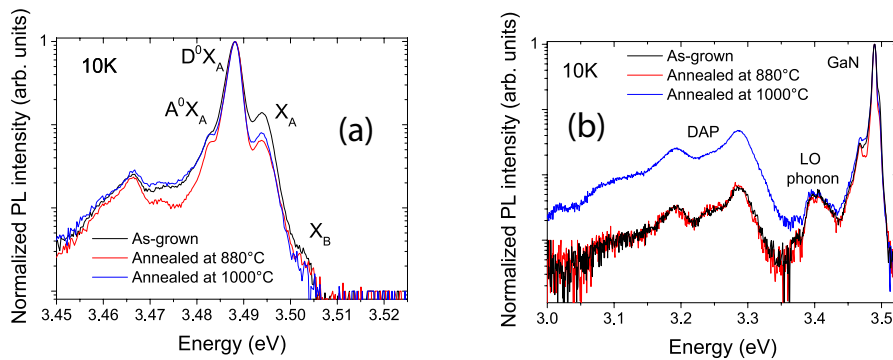 Normalized PL intensity (arb. units)
1
10K
D⁰X_A
A⁰X_A
X_A
(a)
X_B
As-grown
Annealed at 880°C
Annealed at 1000°C
3.45 3.46 3.47 3.48 3.49 3.50 3.51 3.52
Energy (eV)
Normalized PL intensity (arb. units)
1
As-grown
Annealed at 880°C
Annealed at 1000°C
GaN
10K
(b)
DAP
LO
phonon
3.0 3.1 3.2 3.3 3.4 3.5
Energy (eV)